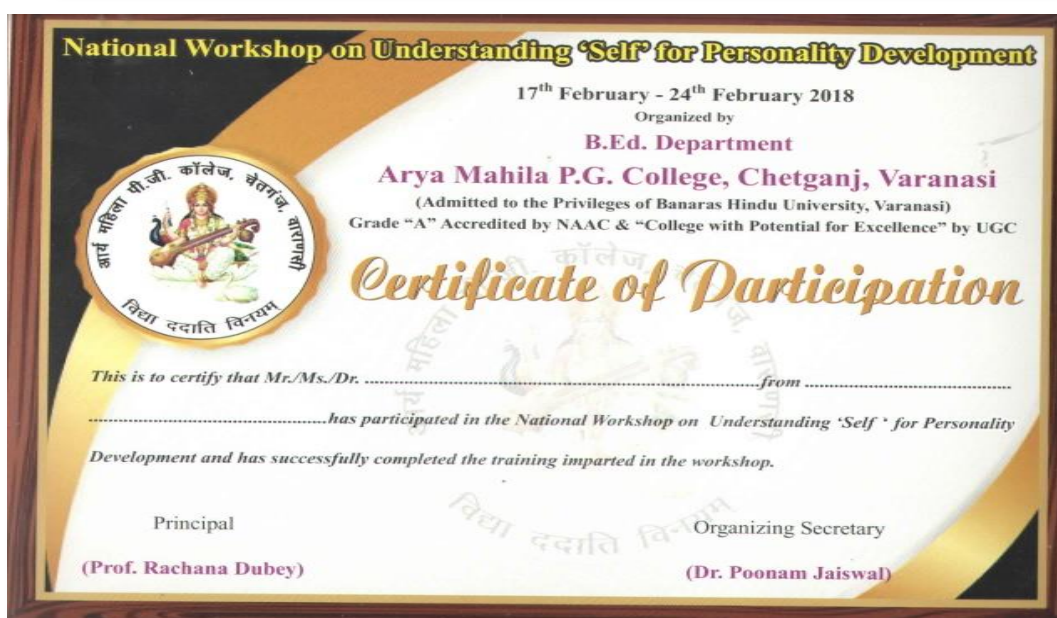 National Workshop on Understanding ‘Self’ for Personality Development
17th February - 24th February 2018
Organized by
B.Ed. Department
Arya Mahila P.G. College, Chetganj, Varanasi
(Admitted to the Privileges of Banaras Hindu University, Varanasi)
Grade “A” Accredited by NAAC & “College with Potential for Excellence” by UGC
आर्य महिला पी.जी. कॉलेज, चेतगंज, वाराणसी
विद्या ददाति विनयम्
Certificate of Participation
This is to certify that Mr./Ms./Dr. ........................................from ........................................
........................................has participated in the National Workshop on Understanding ‘Self ‘ for Personality
Development and has successfully completed the training imparted in the workshop.
Principal
Organizing Secretary
(Prof. Rachana Dubey)
(Dr. Poonam Jaiswal)